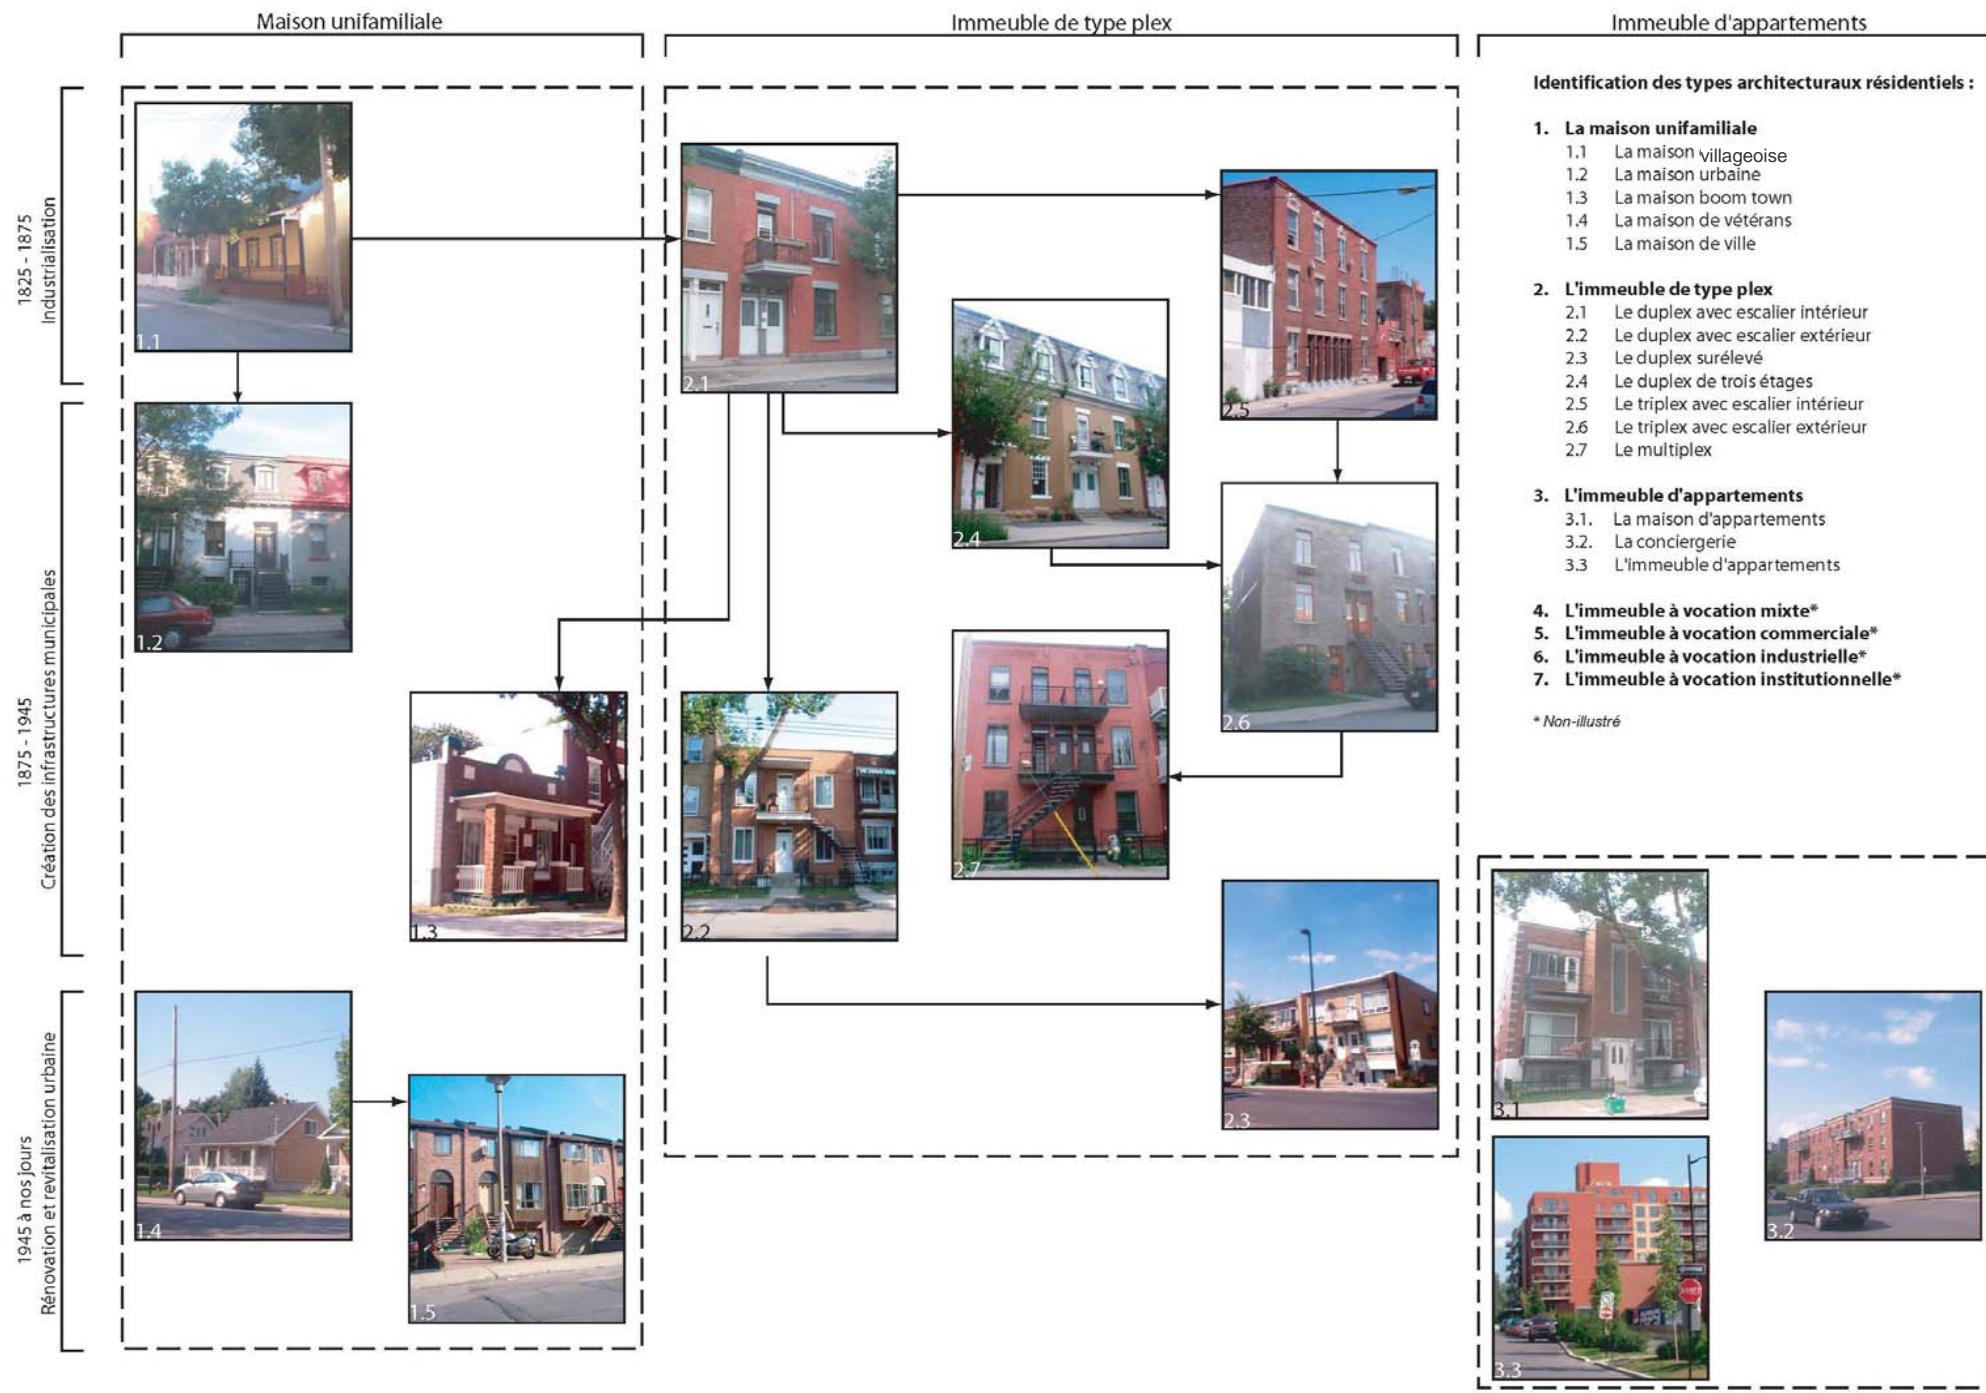 Maison unifamiliale
Immeuble de type plex
Immeuble d'appartements
1825 - 1875
Industrialisation
1875 - 1945
Création des infrastructures municipales
1945 à nos jours
Rénovation et revitalisation urbaine
1.1
1.2
1.3
1.4
1.5
2.1
2.5
2.4
2.6
2.7
2.2
2.3
3.1
3.2
3.3
Identification des types architecturaux résidentiels :
1. La maison unifamiliale
1.1 La maison villageoise
1.2 La maison urbaine
1.3 La maison boom town
1.4 La maison de vétérans
1.5 La maison de ville
2. L'immeuble de type plex
2.1 Le duplex avec escalier intérieur
2.2 Le duplex avec escalier extérieur
2.3 Le duplex surélevé
2.4 Le duplex de trois étages
2.5 Le triplex avec escalier intérieur
2.6 Le triplex avec escalier extérieur
2.7 Le multiplex
3. L'immeuble d'appartements
3.1. La maison d'appartements
3.2. La conciergerie
3.3 L'immeuble d'appartements
4. L'immeuble à vocation mixte*
5. L'immeuble à vocation commerciale*
6. L'immeuble à vocation industrielle*
7. L'immeuble à vocation institutionnelle*
* Non-illustré